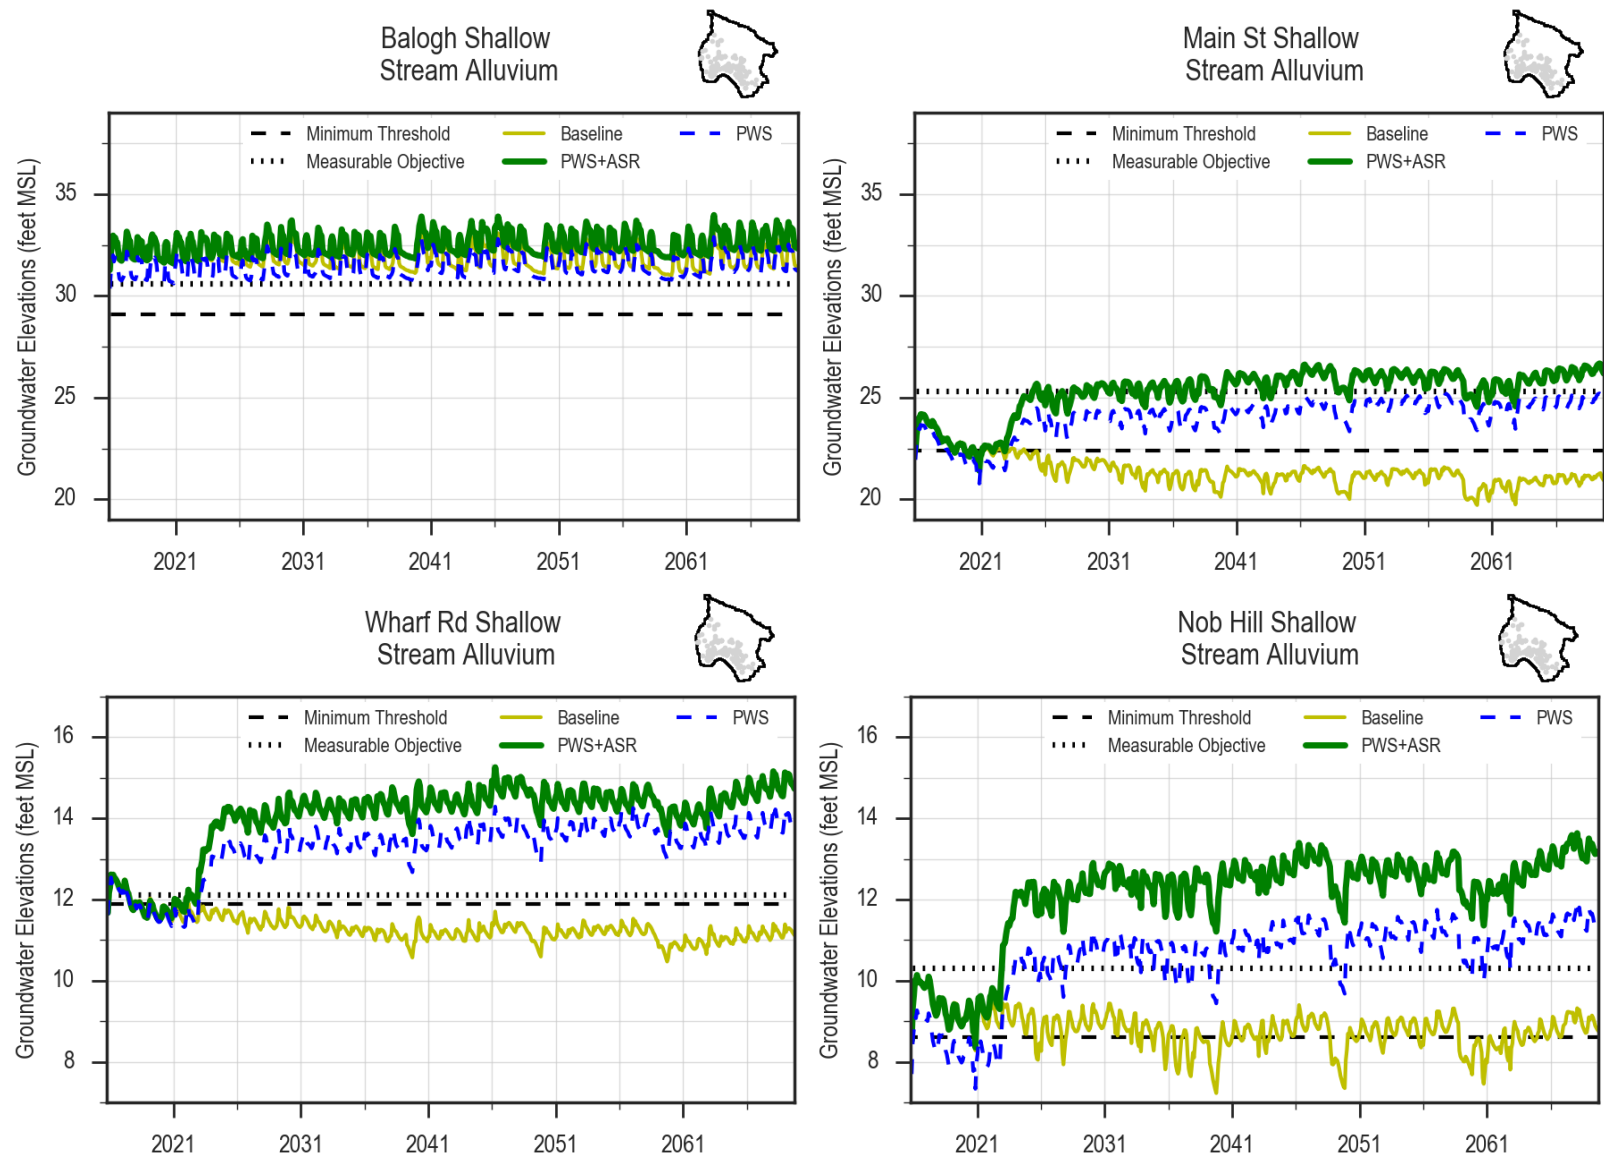 Balogh Shallow
Stream Alluvium
Minimum Threshold
Baseline
PWS
Measurable Objective
PWS+ASR
Groundwater Elevations (feet MSL)
35
30
25
20
2021
2031
2041
2051
2061
Main St Shallow
Stream Alluvium
Minimum Threshold
Baseline
PWS
Measurable Objective
PWS+ASR
Groundwater Elevations (feet MSL)
35
30
25
20
2021
2031
2041
2051
2061
Wharf Rd Shallow
Stream Alluvium
Minimum Threshold
Baseline
PWS
Measurable Objective
PWS+ASR
Groundwater Elevations (feet MSL)
16
14
12
10
8
2021
2031
2041
2051
2061
Nob Hill Shallow
Stream Alluvium
Minimum Threshold
Baseline
PWS
Measurable Objective
PWS+ASR
Groundwater Elevations (feet MSL)
16
14
12
10
8
2021
2031
2041
2051
2061